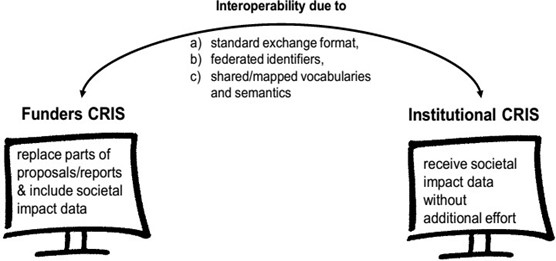 Interoperability due to
a) standard exchange format,
b) federated identifiers,
c) shared/mapped vocabularies
and semantics
Funders CRIS
replace parts of
proposals/reports
& include societal
impact data
Institutional CRIS
receive societal
impact data
without
additional effort